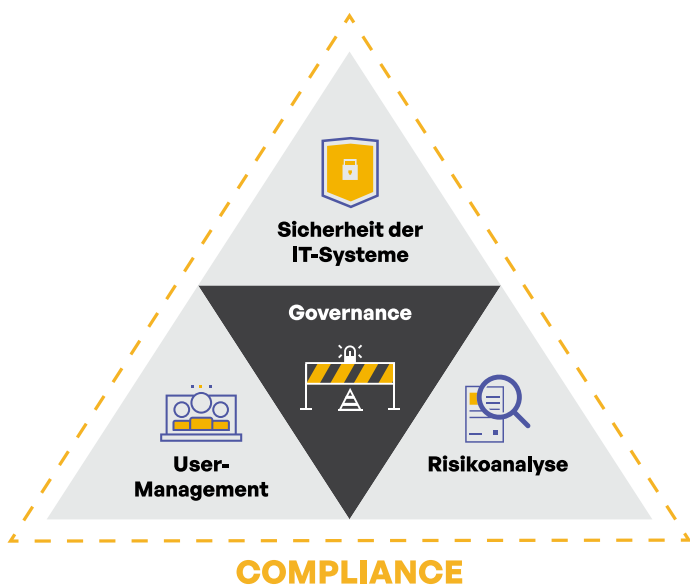 Sicherheit der
IT-Systeme
Governance
User-
Management
Risikoanalyse
COMPLIANCE